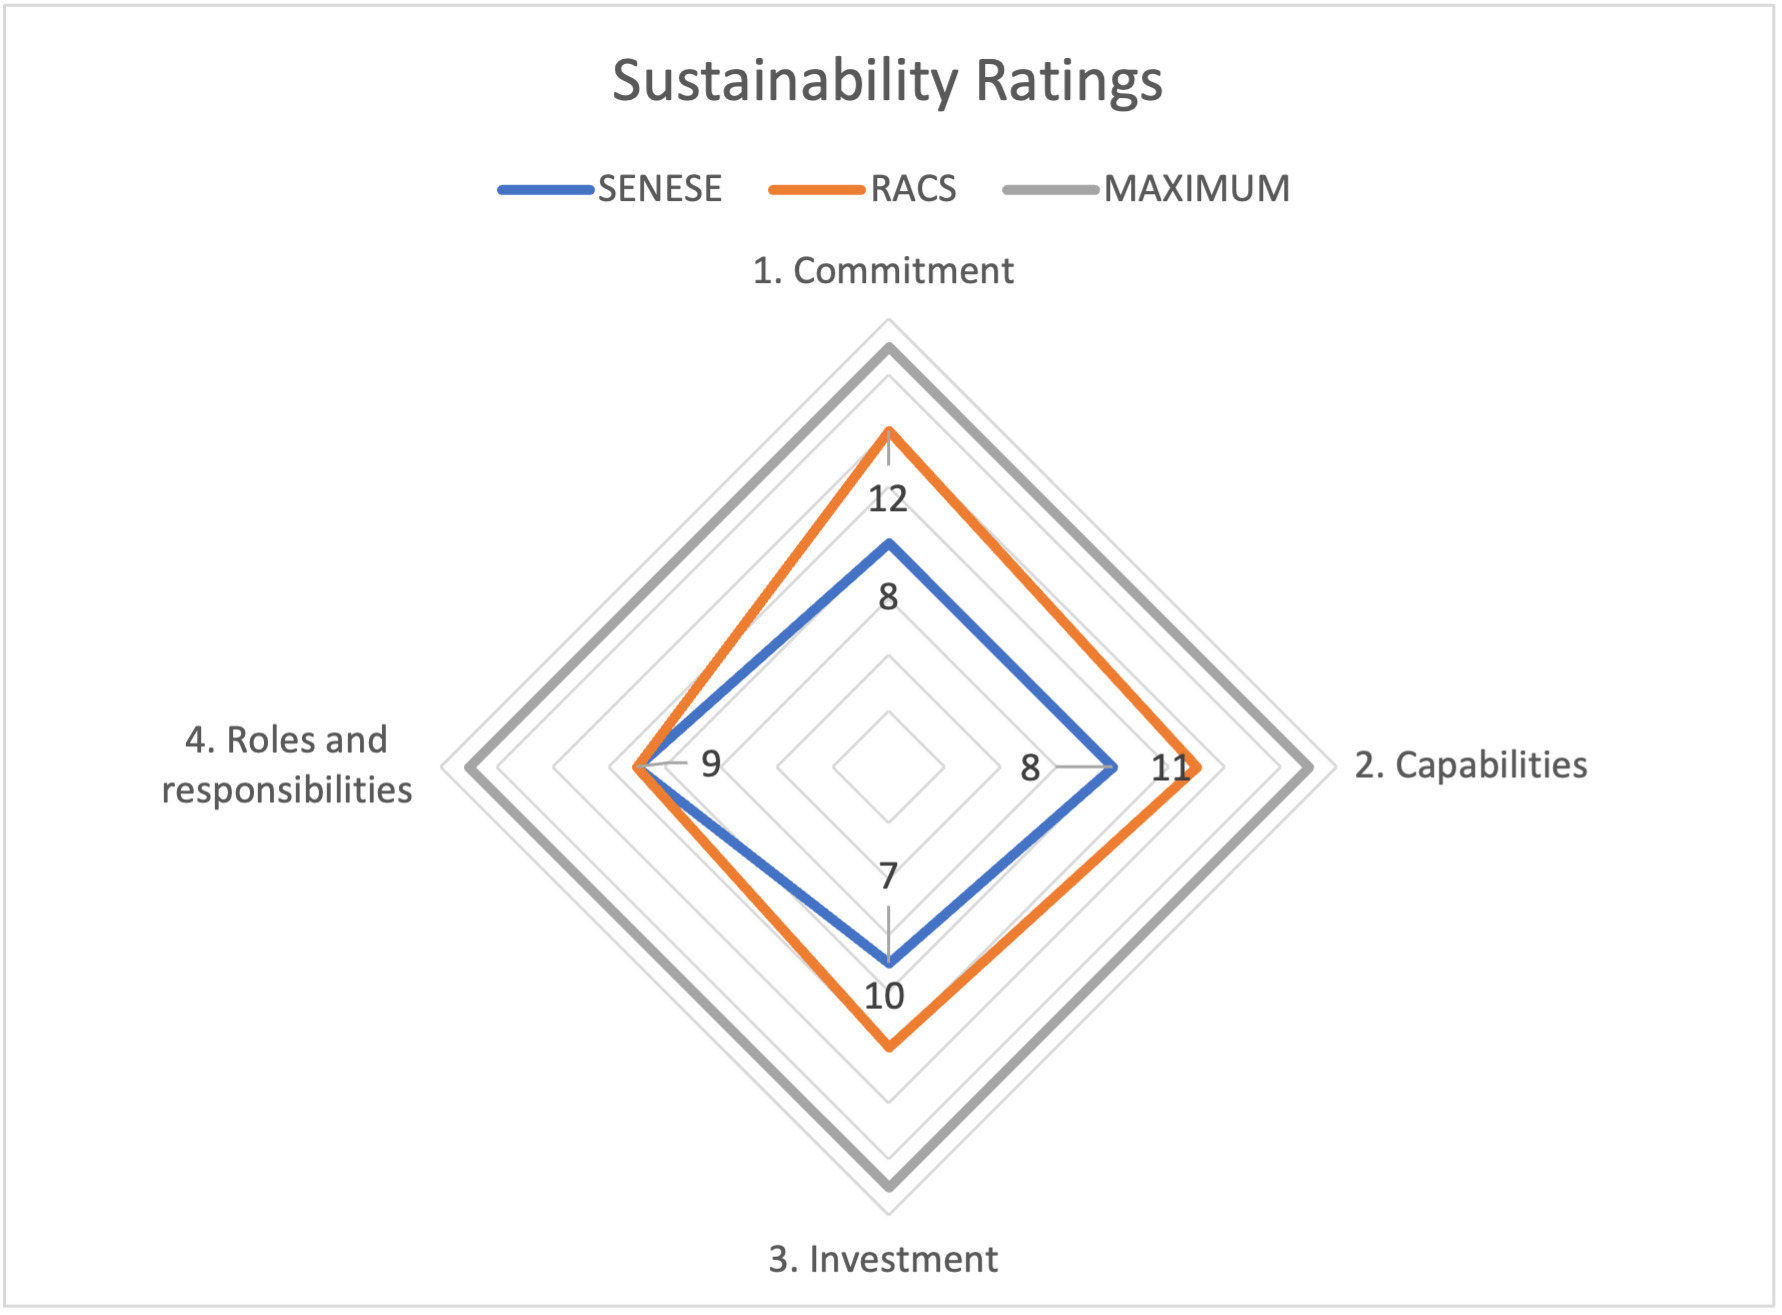 Sustainability Ratings
SENESE RACS MAXIMUM
1. Commitment
12
8
4. Roles and
responsibilities
9
8
11
2. Capabilities
7
10
3. Investment